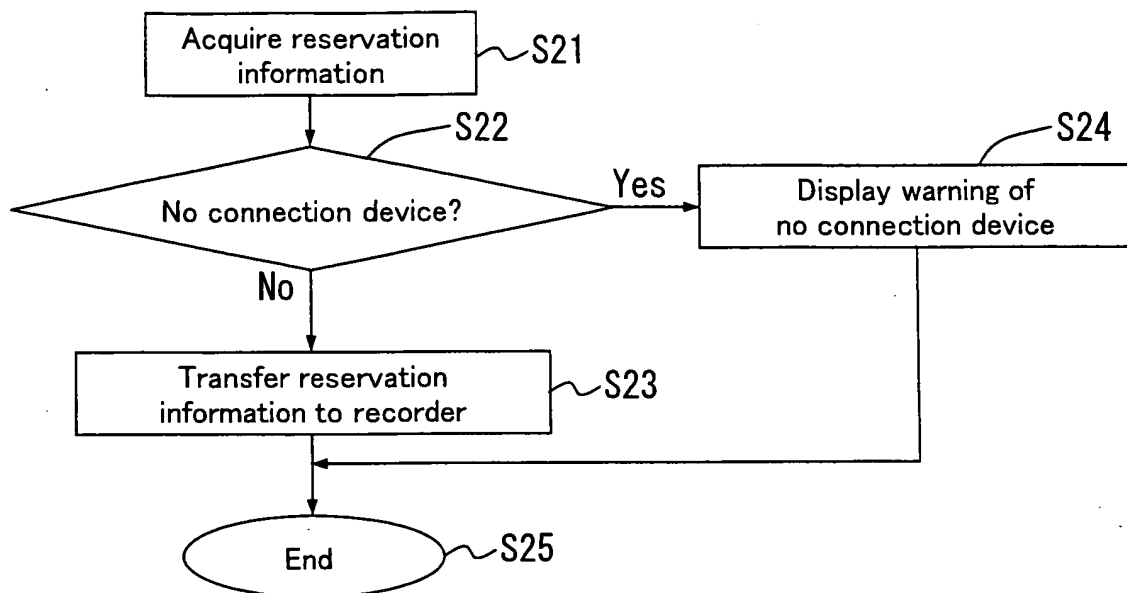 Acquire reservation
information
S21
S22
No connection device?
Yes
S24
Display warning of
no connection device
No
Transfer reservation
information to recorder
S23
End
S25